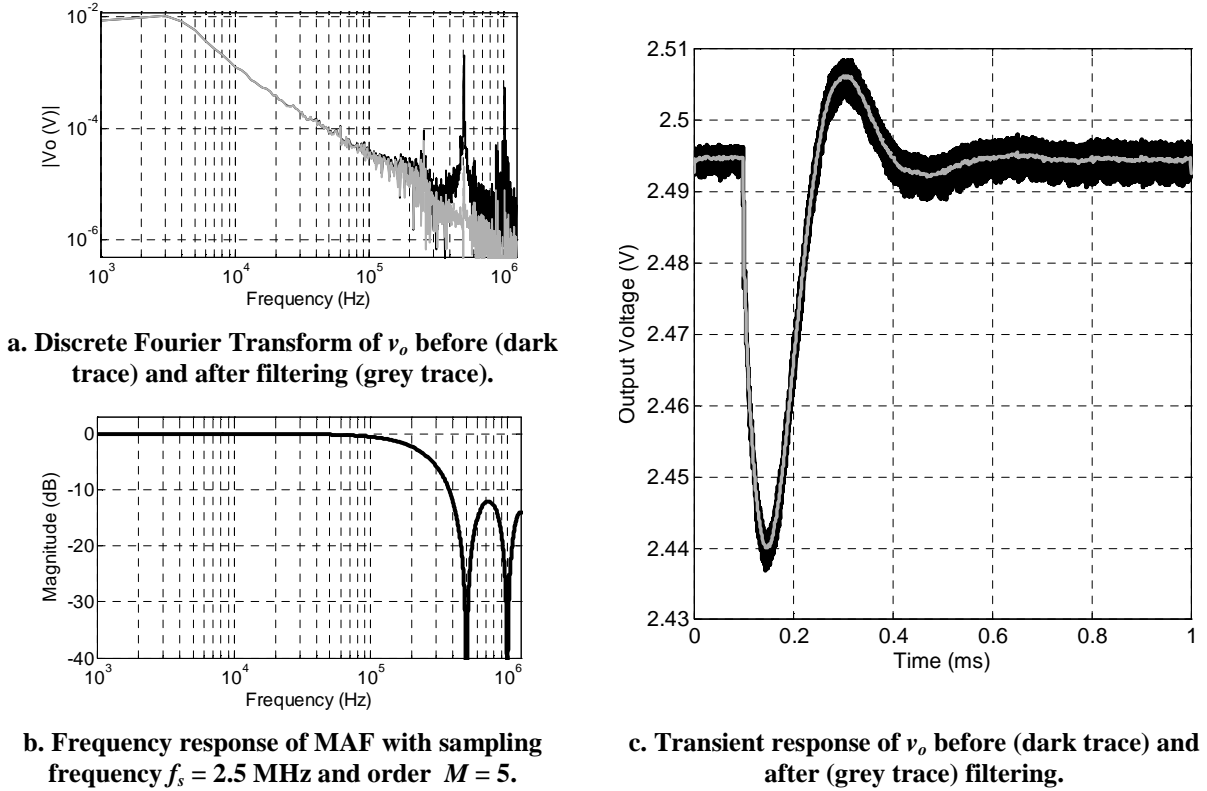 10^-2
10^-4
10^-6
|Vo (V)|
10^3 10^4 10^5 10^6
Frequency (Hz)
a. Discrete Fourier Transform of v_o before (dark
trace) and after filtering (grey trace).
0
-10
-20
-30
-40
Magnitude (dB)
10^3 10^4 10^5 10^6
Frequency (Hz)
b. Frequency response of MAF with sampling
frequency f_s = 2.5 MHz and order M = 5.
2.51
2.5
2.49
2.48
2.47
2.46
2.45
2.44
2.43
Output Voltage (V)
0 0.2 0.4 0.6 0.8 1
Time (ms)
c. Transient response of v_o before (dark trace) and
after (grey trace) filtering.